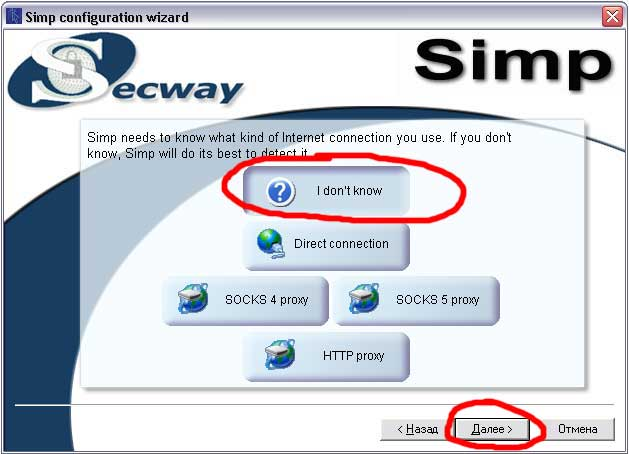 Simp configuration wizard
Secway
Simp
Simp needs to know what kind of Internet connection you use. If you don't
know, Simp will do its best to detect it.
I don't know
Direct connection
SOCKS 4 proxy SOCKS 5 proxy
HTTP proxy
< Назад Далее > Отмена